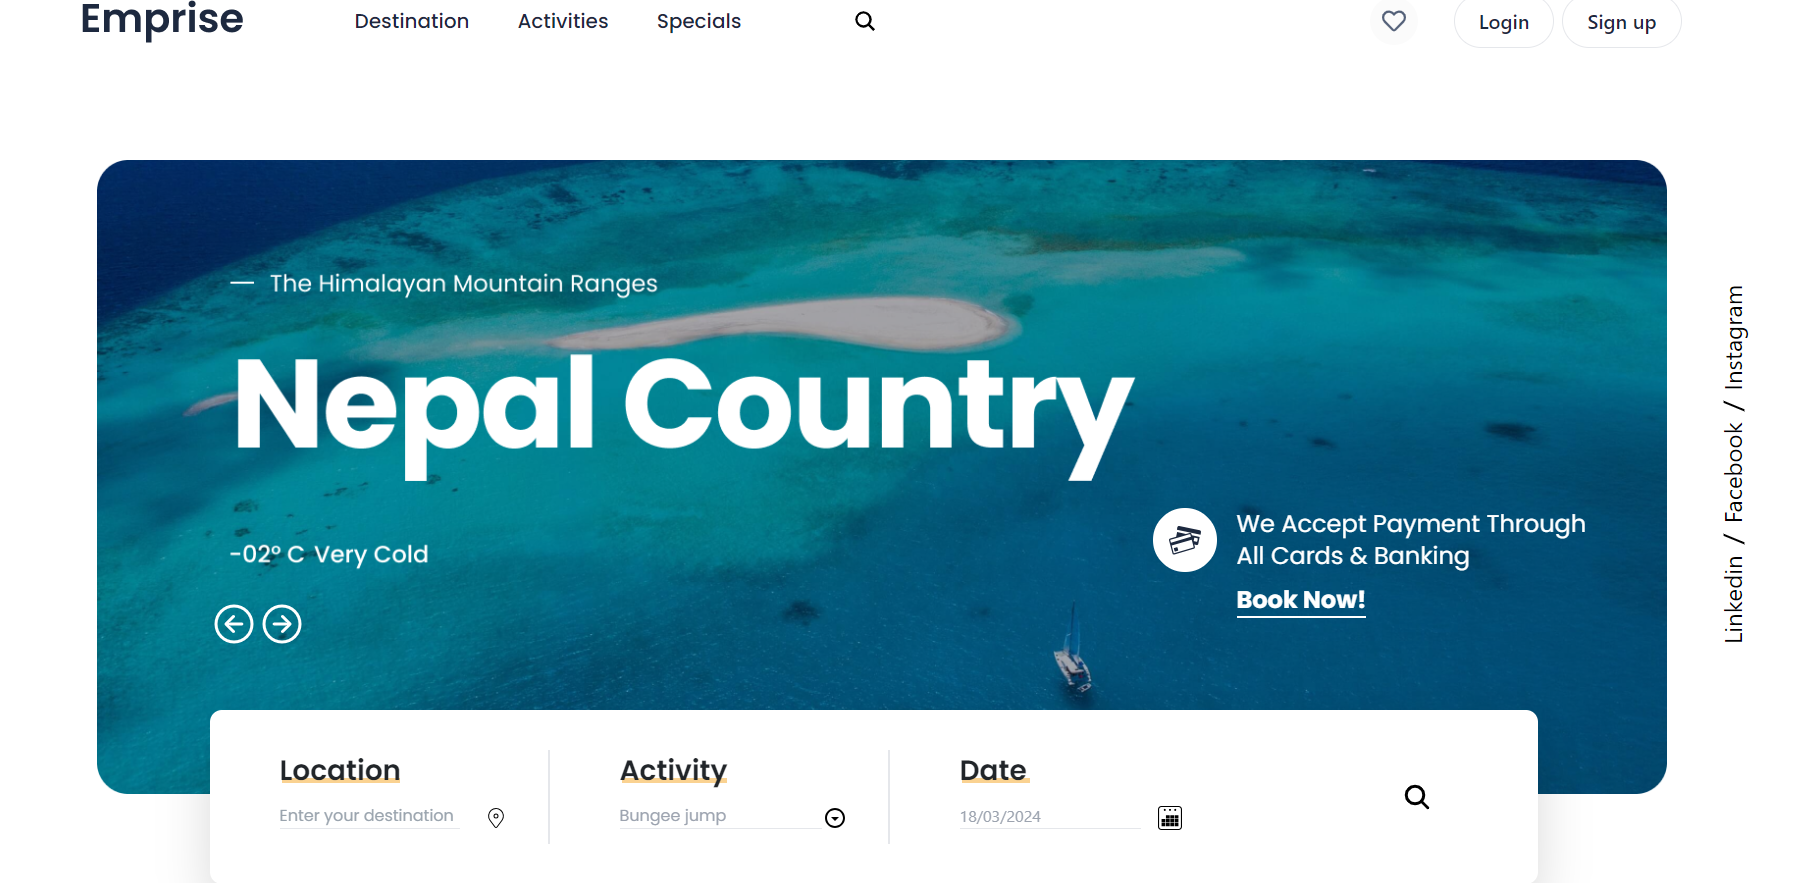 Emprise
Destination
Activities
Specials
Login
Sign up
The Himalayan Mountain Ranges
Nepal Country
-02° C Very Cold
We Accept Payment Through
All Cards & Banking
Book Now!
Linkedin / Facebook / Instagram
Location
Enter your destination
Activity
Bungee jump
Date
18/03/2024